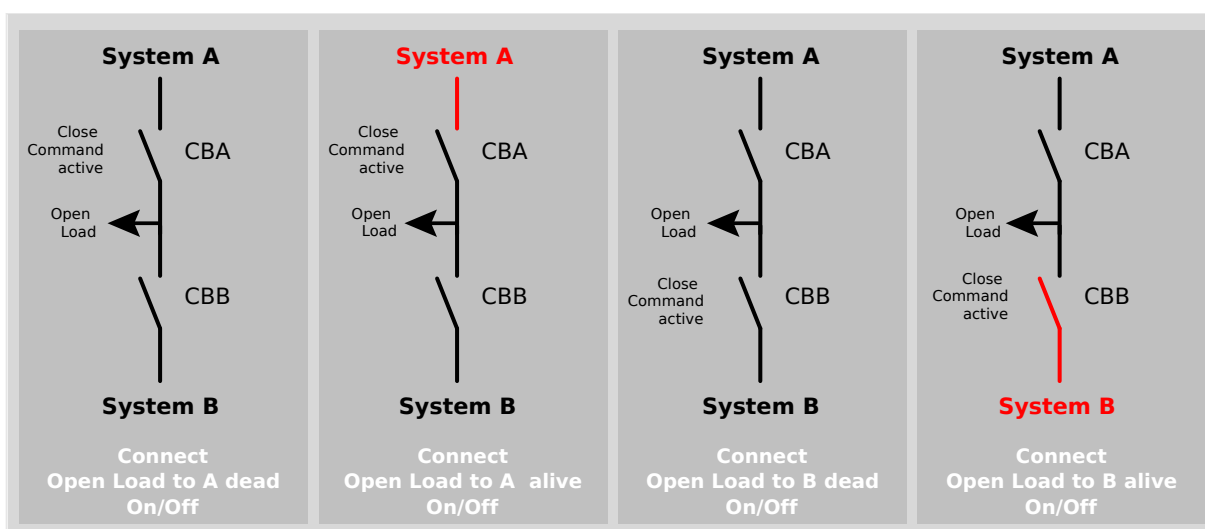 System A
Close
Command
active
CBA
Open
Load
CBB
System B
Connect
Open Load to A dead
On/Off
System A
Close
Command
active
CBA
Open
Load
CBB
System B
Connect
Open Load to A  alive
On/Off
System A
CBA
Open
Load
Close
Command
active
CBB
System B
Connect
Open Load to B dead
On/Off
System A
CBA
Open
Load
Close
Command
active
CBB
System B
Connect
Open Load to B alive
On/Off